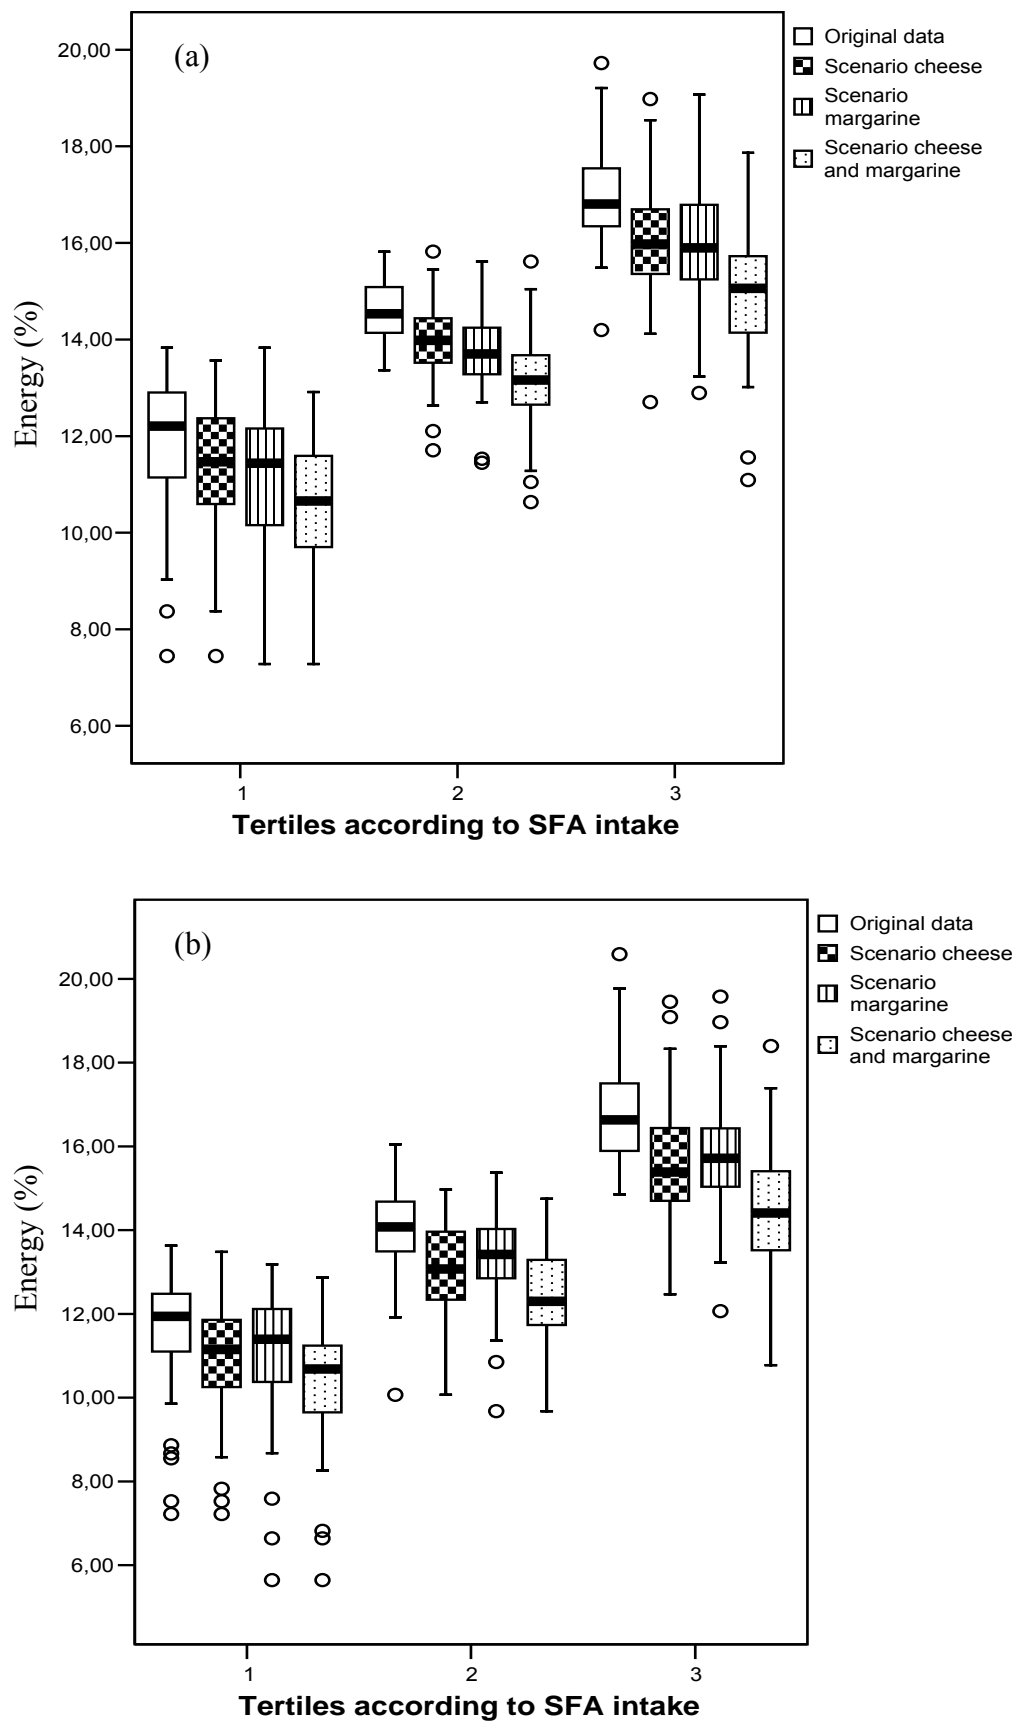 (a)
20,00
18,00
16,00
14,00
12,00
10,00
8,00
6,00
Energy (%)
1
2
3
Tertiles according to SFA intake
Original data
Scenario cheese
Scenario
margarine
Scenario cheese
and margarine
(b)
20,00
18,00
16,00
14,00
12,00
10,00
8,00
6,00
Energy (%)
1
2
3
Tertiles according to SFA intake
Original data
Scenario cheese
Scenario
margarine
Scenario cheese
and margarine